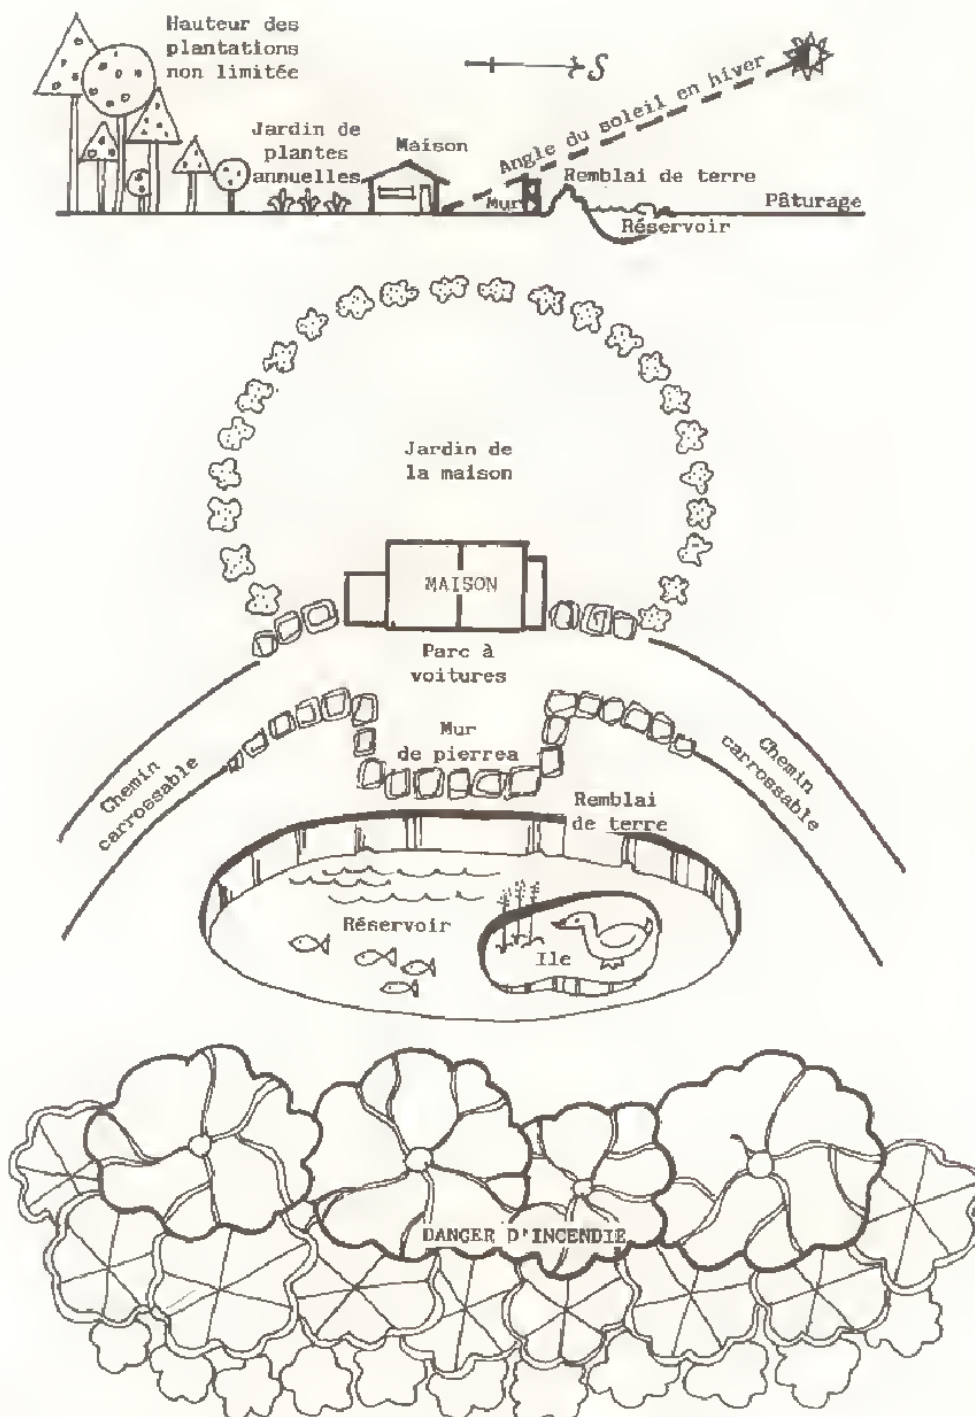 Hauteur des
plantations
non limitée
S
Angle du soleil en hiver
Jardin de
plantes
annuelles
Maison
Mur
Remblai de terre
Réservoir
Pâturage
Jardin de
la maison
MAISON
Parc à
voitures
Mur
de pierrea
Chemin
carrossable
Chemin
carrossable
Remblai
de terre
Réservoir
Ile
DANGER D'INCENDIE